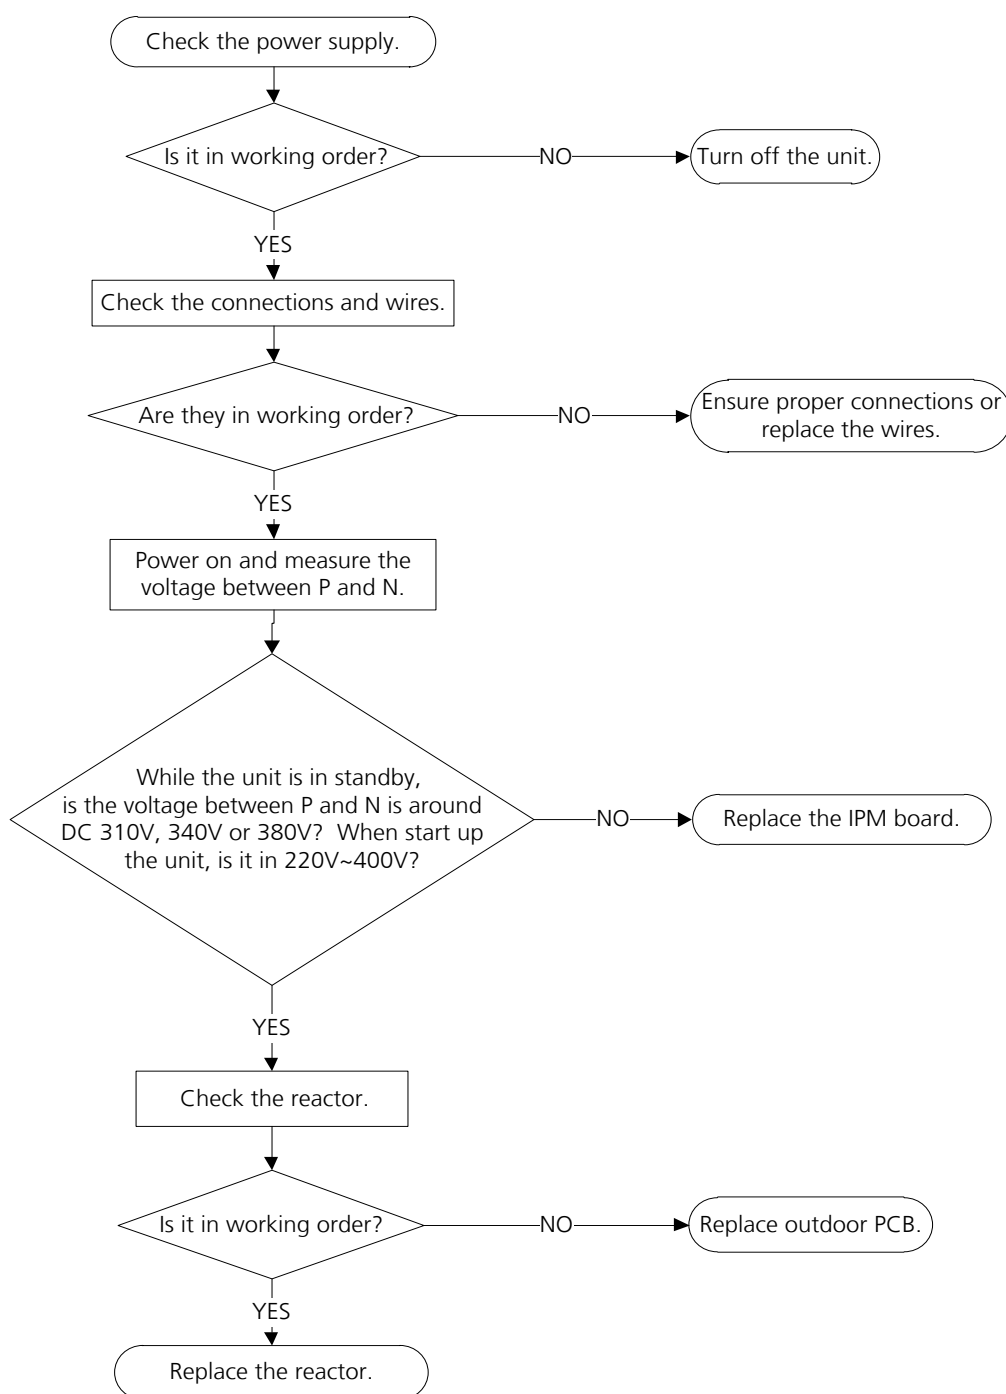 Check the power supply.
Is it in working order?
NO
Turn off the unit.
YES
Check the connections and wires.
Are they in working order?
NO
Ensure proper connections or
replace the wires.
YES
Power on and measure the
voltage between P and N.
While the unit is in standby,
is the voltage between P and N is around
DC 310V, 340V or 380V? When start up
the unit, is it in 220V~400V?
NO
Replace the IPM board.
YES
Check the reactor.
Is it in working order?
NO
Replace outdoor PCB.
YES
Replace the reactor.